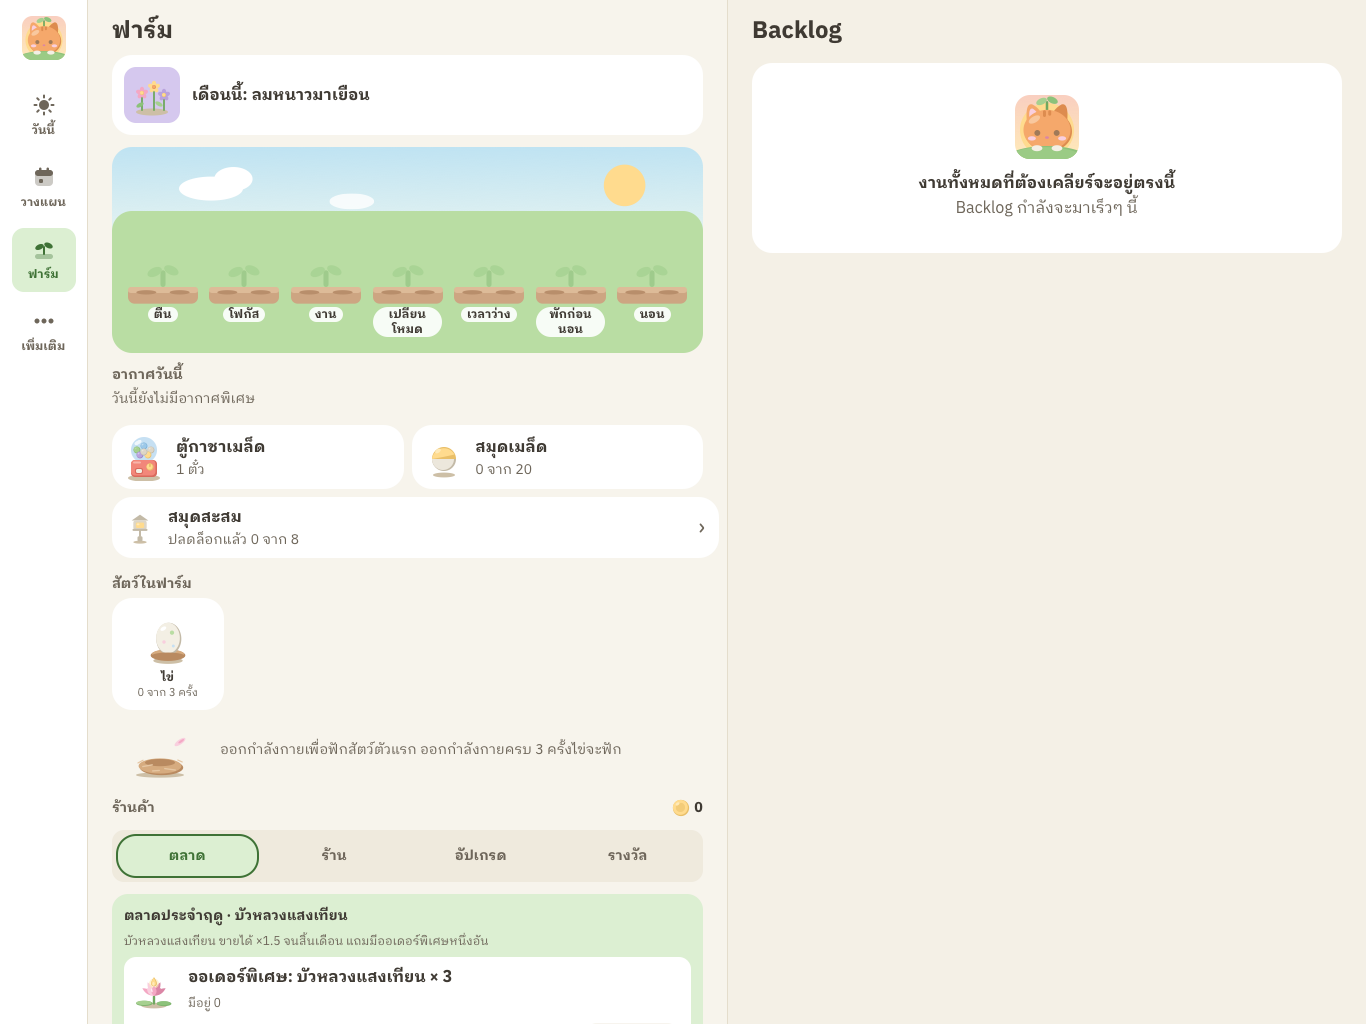 วันนี้
วางแผน
ฟาร์ม
เพิ่มเติม
ฟาร์ม
เดือนนี้: ลมหนาวมาเยือน
ตื่น
โฟกัส
งาน
เปลี่ยน
โหมด
เวลาว่าง
พักก่อน
นอน
นอน
อากาศวันนี้
วันนี้ยังไม่มีอากาศพิเศษ
ตู้กาชาเมล็ด
1 ตั๋ว
สมุดเมล็ด
0 จาก 20
สมุดสะสม
ปลดล็อกแล้ว 0 จาก 8
สัตว์ในฟาร์ม
ไข่
0 จาก 3 ครั้ง
ออกกำลังกายเพื่อฟักสัตว์ตัวแรก ออกกำลังกายครบ 3 ครั้งไข่จะฟัก
ร้านค้า
0
ตลาด
ร้าน
อัปเกรด
รางวัล
ตลาดประจำฤดู · บัวหลวงแสงเทียน
บัวหลวงแสงเทียน ขายได้ ×1.5 จนสิ้นเดือน แถมมีออเดอร์พิเศษหนึ่งอัน
ออเดอร์พิเศษ: บัวหลวงแสงเทียน × 3
มีอยู่ 0
Backlog
งานทั้งหมดที่ต้องเคลียร์จะอยู่ตรงนี้
Backlog กำลังจะมาเร็วๆ นี้